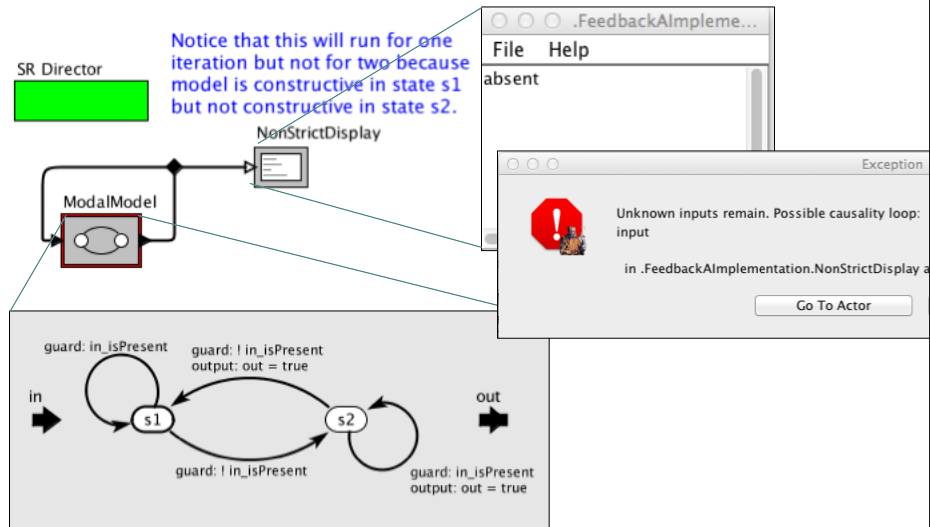 Notice that this will run for one
iteration but not for two because
model is constructive in state s1
but not constructive in state s2.
SR Director
NonStrictDisplay
ModalModel
.FeedbackAImpleme...
File Help
absent
Exception
Unknown inputs remain. Possible causality loop:
input
in .FeedbackAImplementation.NonStrictDisplay a
Go To Actor
guard: in_isPresent
guard: ! in_isPresent
output: out = true
in
s1
s2
out
guard: ! in_isPresent
guard: in_isPresent
output: out = true